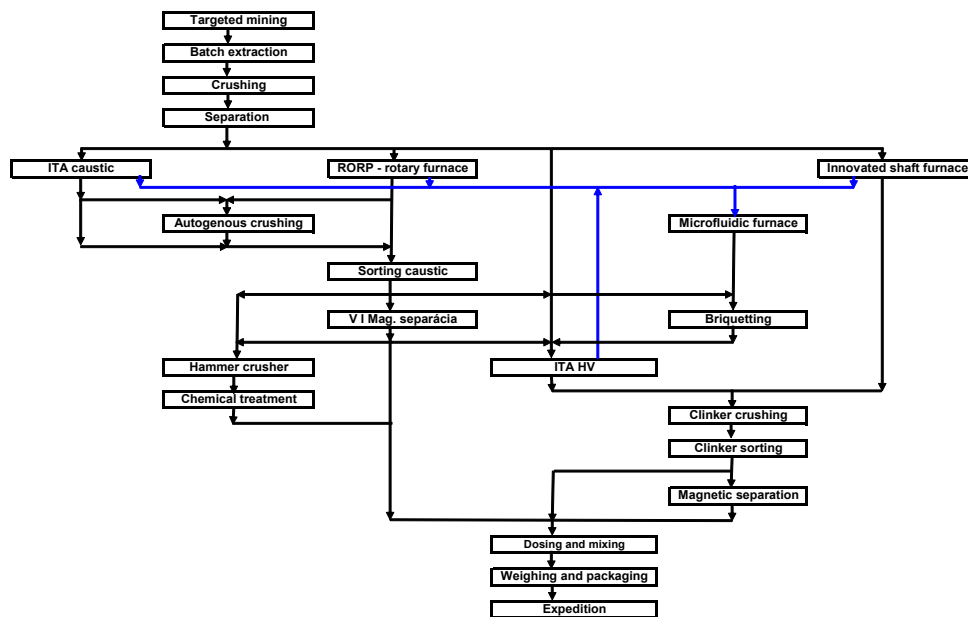 Targeted mining
Batch extraction
Crushing
Separation
ITA caustic
RORP - rotary furnace
Innovated shaft furnace
Autogenous crushing
Microfluidic furnace
Sorting caustic
V I Mag. separácia
Briquetting
Hammer crusher
ITA HV
Chemical treatment
Clinker crushing
Clinker sorting
Magnetic separation
Dosing and mixing
Weighing and packaging
Expedition